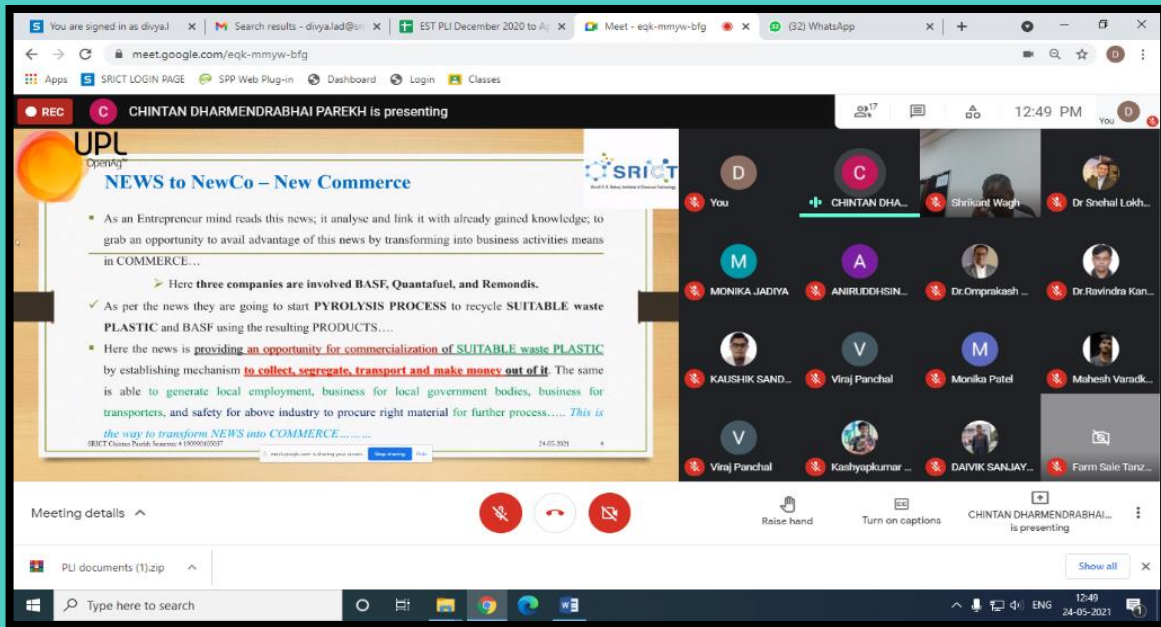 You are signed in as divya.l
Search results - divya.lad@sri
EST PLI December 2020 to Ap
Meet - eqk-mmyw-bfg
(32) WhatsApp
meet.google.com/eqk-mmyw-bfg
Apps SRICT LOGIN PAGE SPP Web Plug-in Dashboard Login Classes
REC C CHINTAN DHARMENDRABHAI PAREKH is presenting
17 12:49 PM You D
UPL
OpenAg™
SRICT
NEWS to NewCo – New Commerce
As an Entrepreneur mind reads this news; it analyse and link it with already gained knowledge; to
grab an opportunity to avail advantage of this news by transforming into business activities means
in COMMERCE…
Here three companies are involved BASF, Quantafuel, and Remondis.
As per the news they are going to start PYROLYSIS PROCESS to recycle SUITABLE waste
PLASTIC and BASF using the resulting PRODUCTS….
Here the news is providing an opportunity for commercialization of SUITABLE waste PLASTIC
by establishing mechanism to collect, segregate, transport and make money out of it. The same
is able to generate local employment, business for local government bodies, business for
transporters, and safety for above industry to procure right material for further process….. This is
the way to transform NEWS into COMMERCE………
24-05-2021 4
Stop sharing Hide
D C
You CHINTAN DHA... Shrikant Wagh Dr Snehal Lokh...
M A
MONIKA JADIYA ANIRUDDHSIN... Dr.Omprakash ... Dr.Ravindra Kan...
V M
KAUSHIK SAND... Viraj Panchal Monika Patel Mahesh Varadk...
V
Viraj Panchal Kashyapkumar ... DAIVIK SANJAY... Farm Sale Tanz...
Meeting details
Raise hand Turn on captions CHINTAN DHARMENDRABHAI...
is presenting
PLI documents (1).zip Show all
Type here to search
ENG 12:49
24-05-2021